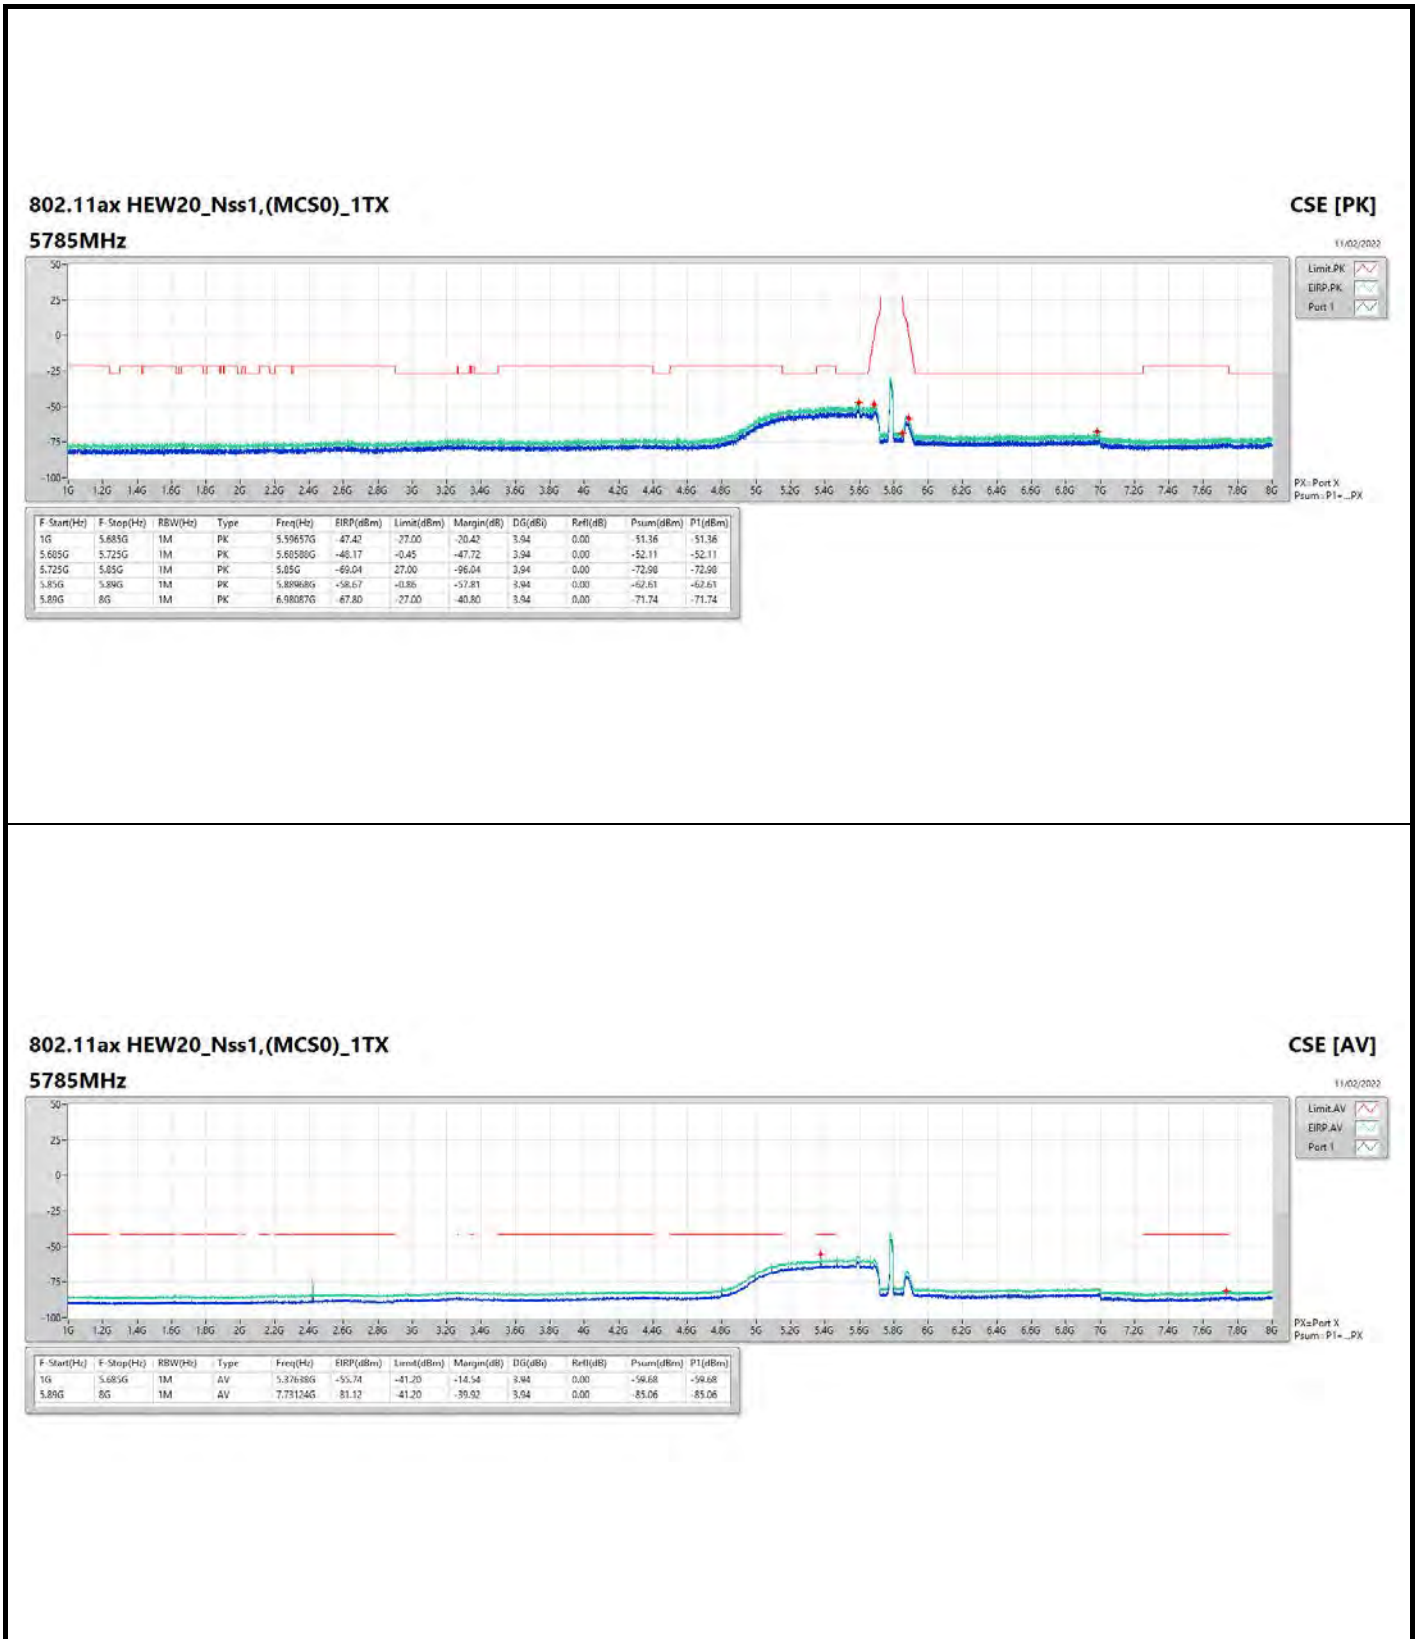 802.11ax HEW20_Nss1,(MCS0)_1TX
CSE [PK]
5785MHz
11/02/2022
50
25
0
-25
-50
-75
-100
1G 1.2G 1.4G 1.6G 1.8G 2G 2.2G 2.4G 2.6G 2.8G 3G 3.2G 3.4G 3.6G 3.8G 4G 4.2G 4.4G 4.6G 4.8G 5G 5.2G 5.4G 5.6G 5.8G 6G 6.2G 6.4G 6.6G 6.8G 7G 7.2G 7.4G 7.6G 7.8G 8G
Limit.PK
EIRP.PK
Port 1
PX=Port X
Psum=P1+...PX
F-Start(Hz) F-Stop(Hz) RBW(Hz) Type Freq(Hz) EIRP(dBm) Limit(dBm) Margin(dB) DG(dBi) Refl(dB) Psum(dBm) P1(dBm)
1G 5.685G 1M PK 5.59657G -47.42 -27.00 -20.42 3.94 0.00 -51.36 -51.36
5.685G 5.725G 1M PK 5.68588G -48.17 -0.45 -47.72 3.94 0.00 -52.11 -52.11
5.725G 5.85G 1M PK 5.85G -69.04 27.00 -96.04 3.94 0.00 -72.98 -72.98
5.85G 5.89G 1M PK 5.88968G -58.67 -0.86 -57.81 3.94 0.00 -62.61 -62.61
5.89G 8G 1M PK 6.98087G -67.80 -27.00 -40.80 3.94 0.00 -71.74 -71.74
802.11ax HEW20_Nss1,(MCS0)_1TX
CSE [AV]
5785MHz
11/02/2022
50
25
0
-25
-50
-75
-100
1G 1.2G 1.4G 1.6G 1.8G 2G 2.2G 2.4G 2.6G 2.8G 3G 3.2G 3.4G 3.6G 3.8G 4G 4.2G 4.4G 4.6G 4.8G 5G 5.2G 5.4G 5.6G 5.8G 6G 6.2G 6.4G 6.6G 6.8G 7G 7.2G 7.4G 7.6G 7.8G 8G
Limit.AV
EIRP.AV
Port 1
PX=Port X
Psum=P1+...PX
F-Start(Hz) F-Stop(Hz) RBW(Hz) Type Freq(Hz) EIRP(dBm) Limit(dBm) Margin(dB) DG(dBi) Refl(dB) Psum(dBm) P1(dBm)
1G 5.685G 1M AV 5.37638G -55.74 -41.20 -14.54 3.94 0.00 -59.68 -59.68
5.89G 8G 1M AV 7.73124G -81.12 -41.20 -39.92 3.94 0.00 -85.06 -85.06